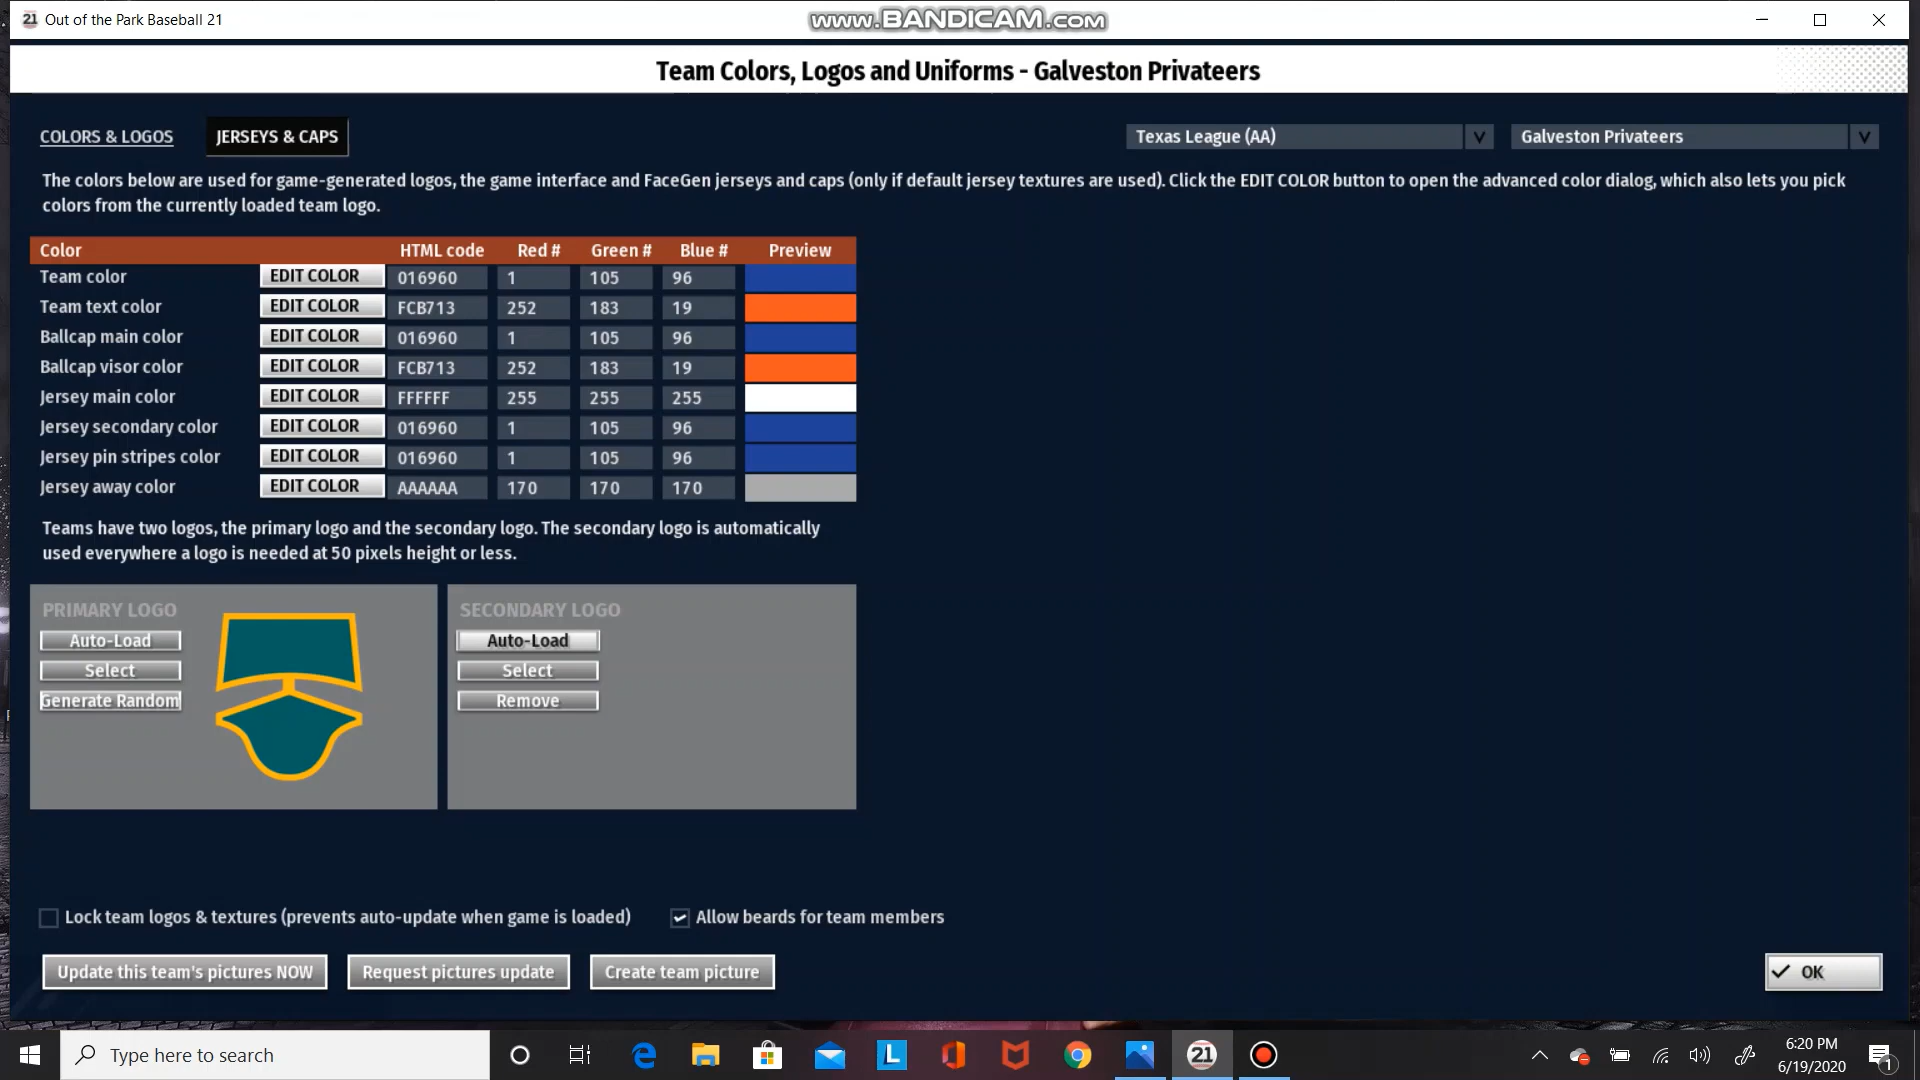 Out of the Park Baseball 21
www.BANDICAM.com
Team Colors, Logos and Uniforms - Galveston Privateers
COLORS & LOGOS
JERSEYS & CAPS
Texas League (AA)
V
Galveston Privateers
V
The colors below are used for game-generated logos, the game interface and FaceGen jerseys and caps (only if default jersey textures are used). Click the EDIT COLOR button to open the advanced color dialog, which also lets you pick
colors from the currently loaded team logo.
Color HTML code Red # Green # Blue # Preview
Team color EDIT COLOR 016960 1 105 96
Team text color EDIT COLOR FCB713 252 183 19
Ballcap main color EDIT COLOR 016960 1 105 96
Ballcap visor color EDIT COLOR FCB713 252 183 19
Jersey main color EDIT COLOR FFFFFF 255 255 255
Jersey secondary color EDIT COLOR 016960 1 105 96
Jersey pin stripes color EDIT COLOR 016960 1 105 96
Jersey away color EDIT COLOR AAAAAA 170 170 170
Teams have two logos, the primary logo and the secondary logo. The secondary logo is automatically
used everywhere a logo is needed at 50 pixels height or less.
PRIMARY LOGO
Auto-Load
Select
Generate Random
SECONDARY LOGO
Auto-Load
Select
Remove
Lock team logos & textures (prevents auto-update when game is loaded)
Allow beards for team members
Update this team's pictures NOW
Request pictures update
Create team picture
OK
Type here to search
L
21
6:20 PM
6/19/2020
1